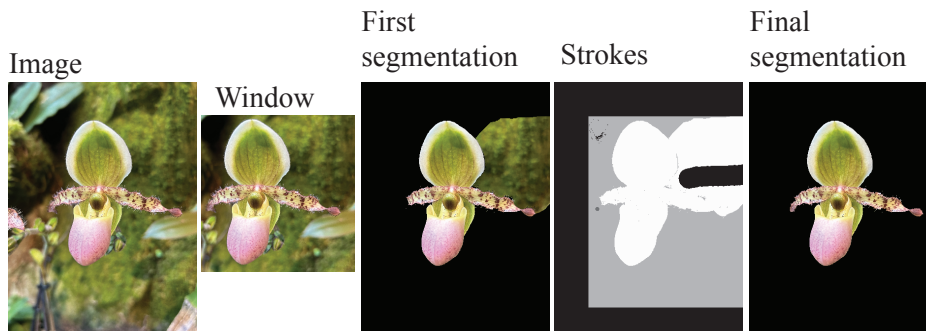 Image
Window
First
segmentation
Strokes
Final
segmentation